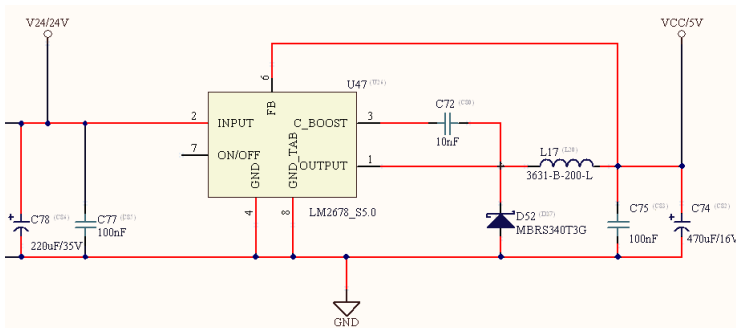 V24/24V
VCC/5V
6
U47
FB
2
INPUT
C_BOOST
3
C72
10nF
7
ON/OFF
GND
GND_TAB
OUTPUT
1
L17
3631-B-200-L
4
8
LM2678_S5.0
C78
220uF/35V
C77
100nF
D52
MBRS340T3G
C75
100nF
C74
470uF/16V
GND